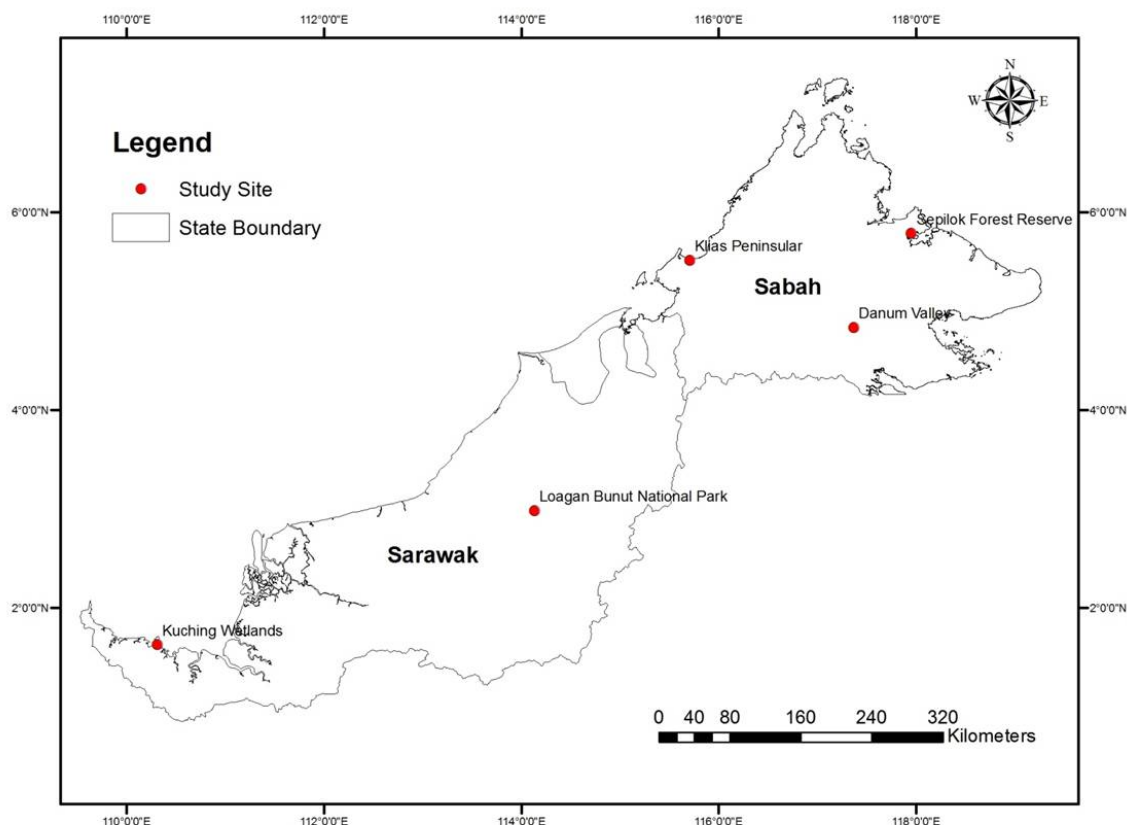 110°0'0"E 112°0'0"E 114°0'0"E 116°0'0"E 118°0'0"E
N
W E
S
Legend
Study Site
State Boundary
6°0'0"N 6°0'0"N
Sepilok Forest Reserve
Klias Peninsular
Sabah
Danum Valley
4°0'0"N 4°0'0"N
Loagan Bunut National Park
Sarawak
2°0'0"N 2°0'0"N
Kuching Wetlands
0 40 80 160 240 320
Kilometers
110°0'0"E 112°0'0"E 114°0'0"E 116°0'0"E 118°0'0"E